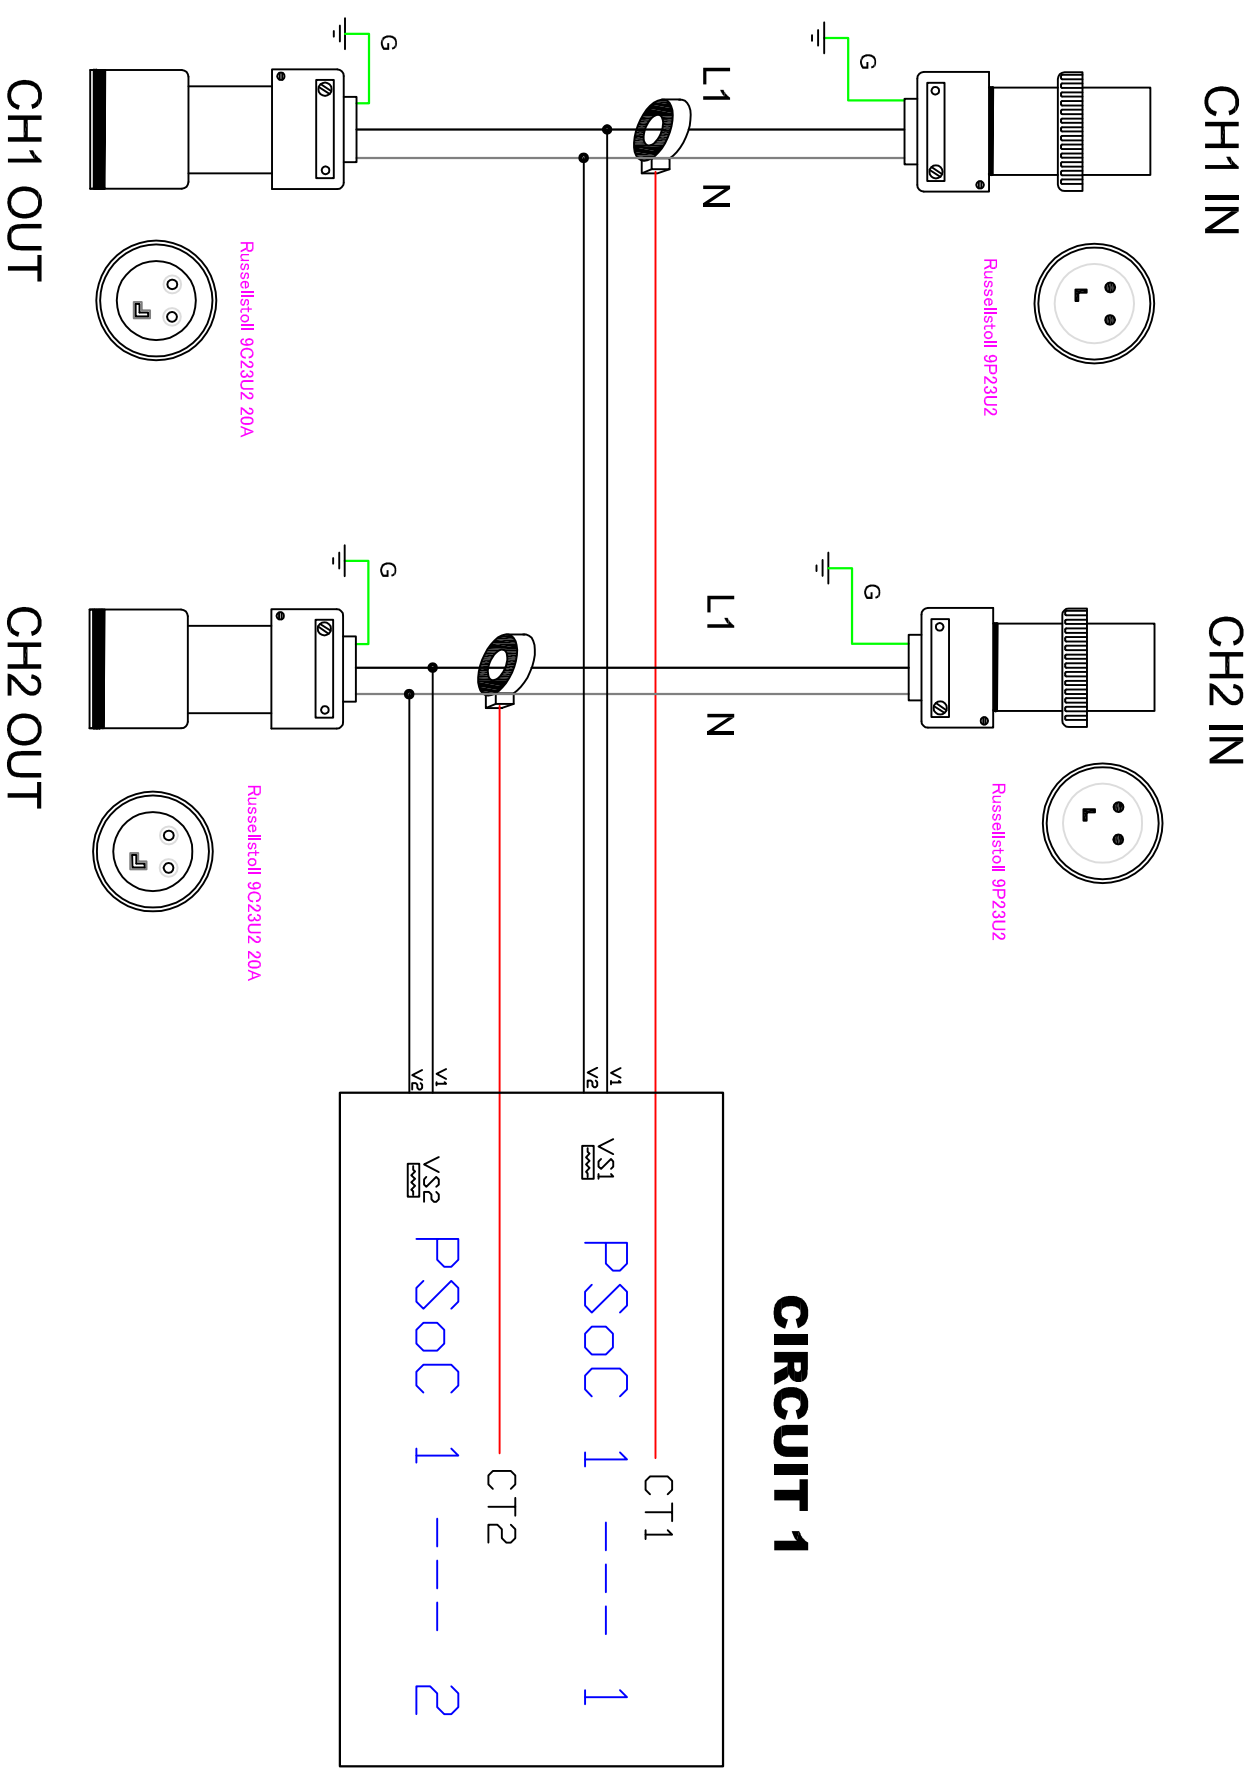 CH1 IN
CH2 IN
Russellstoll 9P23U2
Russellstoll 9P23U2
G
G
L1
N
L1
N
CIRCUIT 1
CT1
V1
V2
VS1
PSoC 1 --- 1
CT2
V1
V2
VS2
PSoC 1 --- 2
G
G
Russellstoll 9C23U2 20A
Russellstoll 9C23U2 20A
CH1 OUT
CH2 OUT